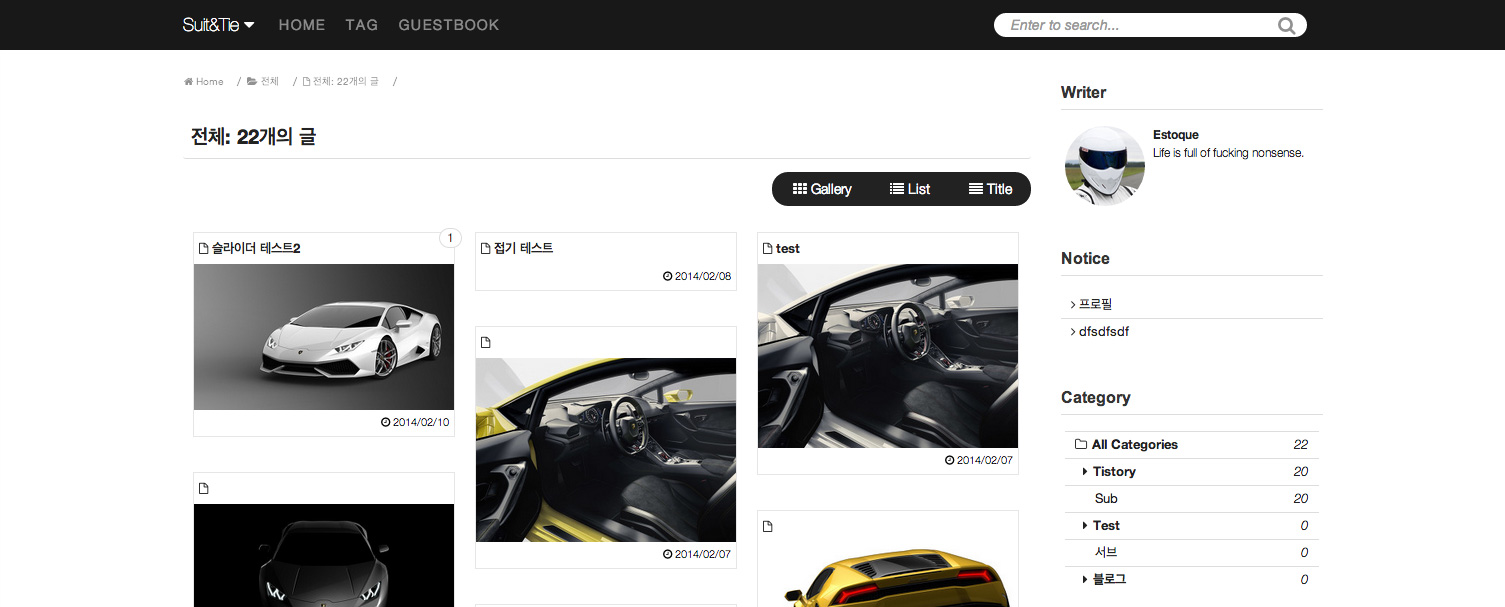 Suit&Tie HOME TAG GUESTBOOK Enter to search...
Home / 전체 / 전체: 22개의 글 /
전체: 22개의 글
Gallery List Title
슬라이더 테스트2 1
2014/02/10
접기 테스트
2014/02/08
2014/02/07
test
2014/02/07
Writer
Estoque
Life is full of fucking nonsense.
Notice
프로필
dfsdfsdf
Category
All Categories 22
Tistory 20
Sub 20
Test 0
서브 0
블로그 0